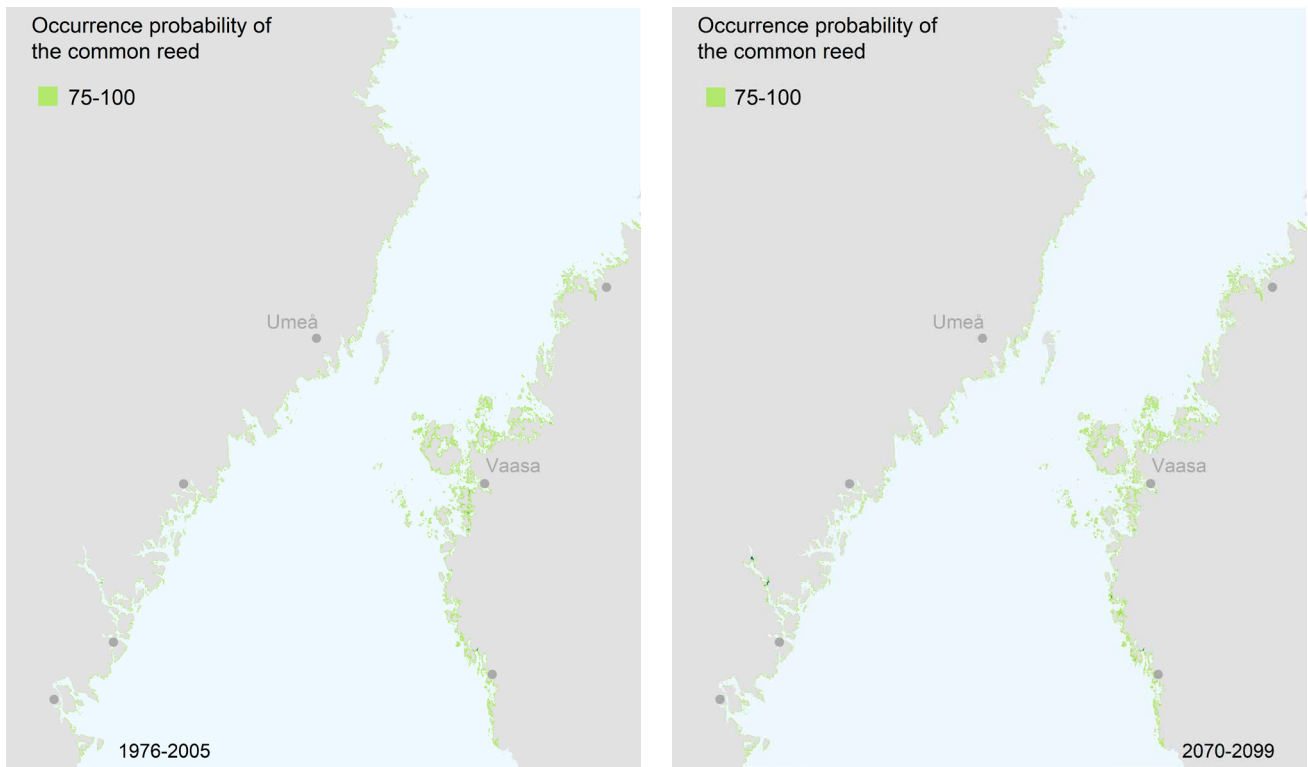 Occurrence probability of
the common reed
75-100
Umeå
Vaasa
1976-2005
Occurrence probability of
the common reed
75-100
Umeå
Vaasa
2070-2099